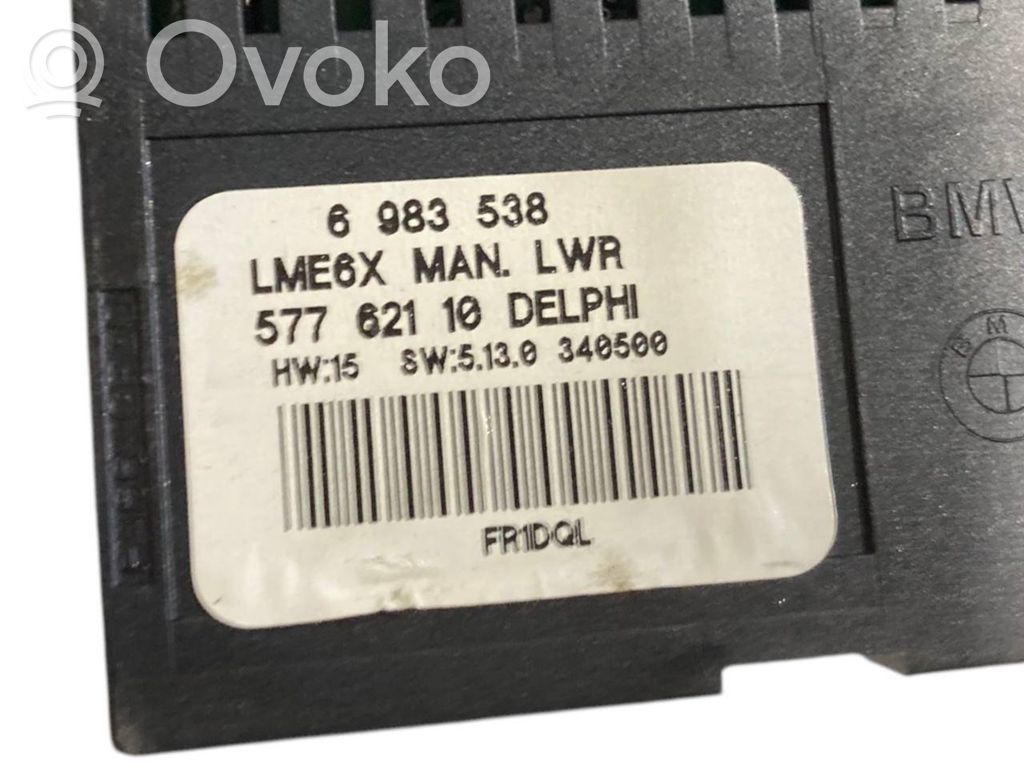 Ovoko
6 983 538
LME6X MAN. LWR
577 621 10 DELPHI
HW:15 SW:5.13.0 340500
FR1DQL
BMW
B M